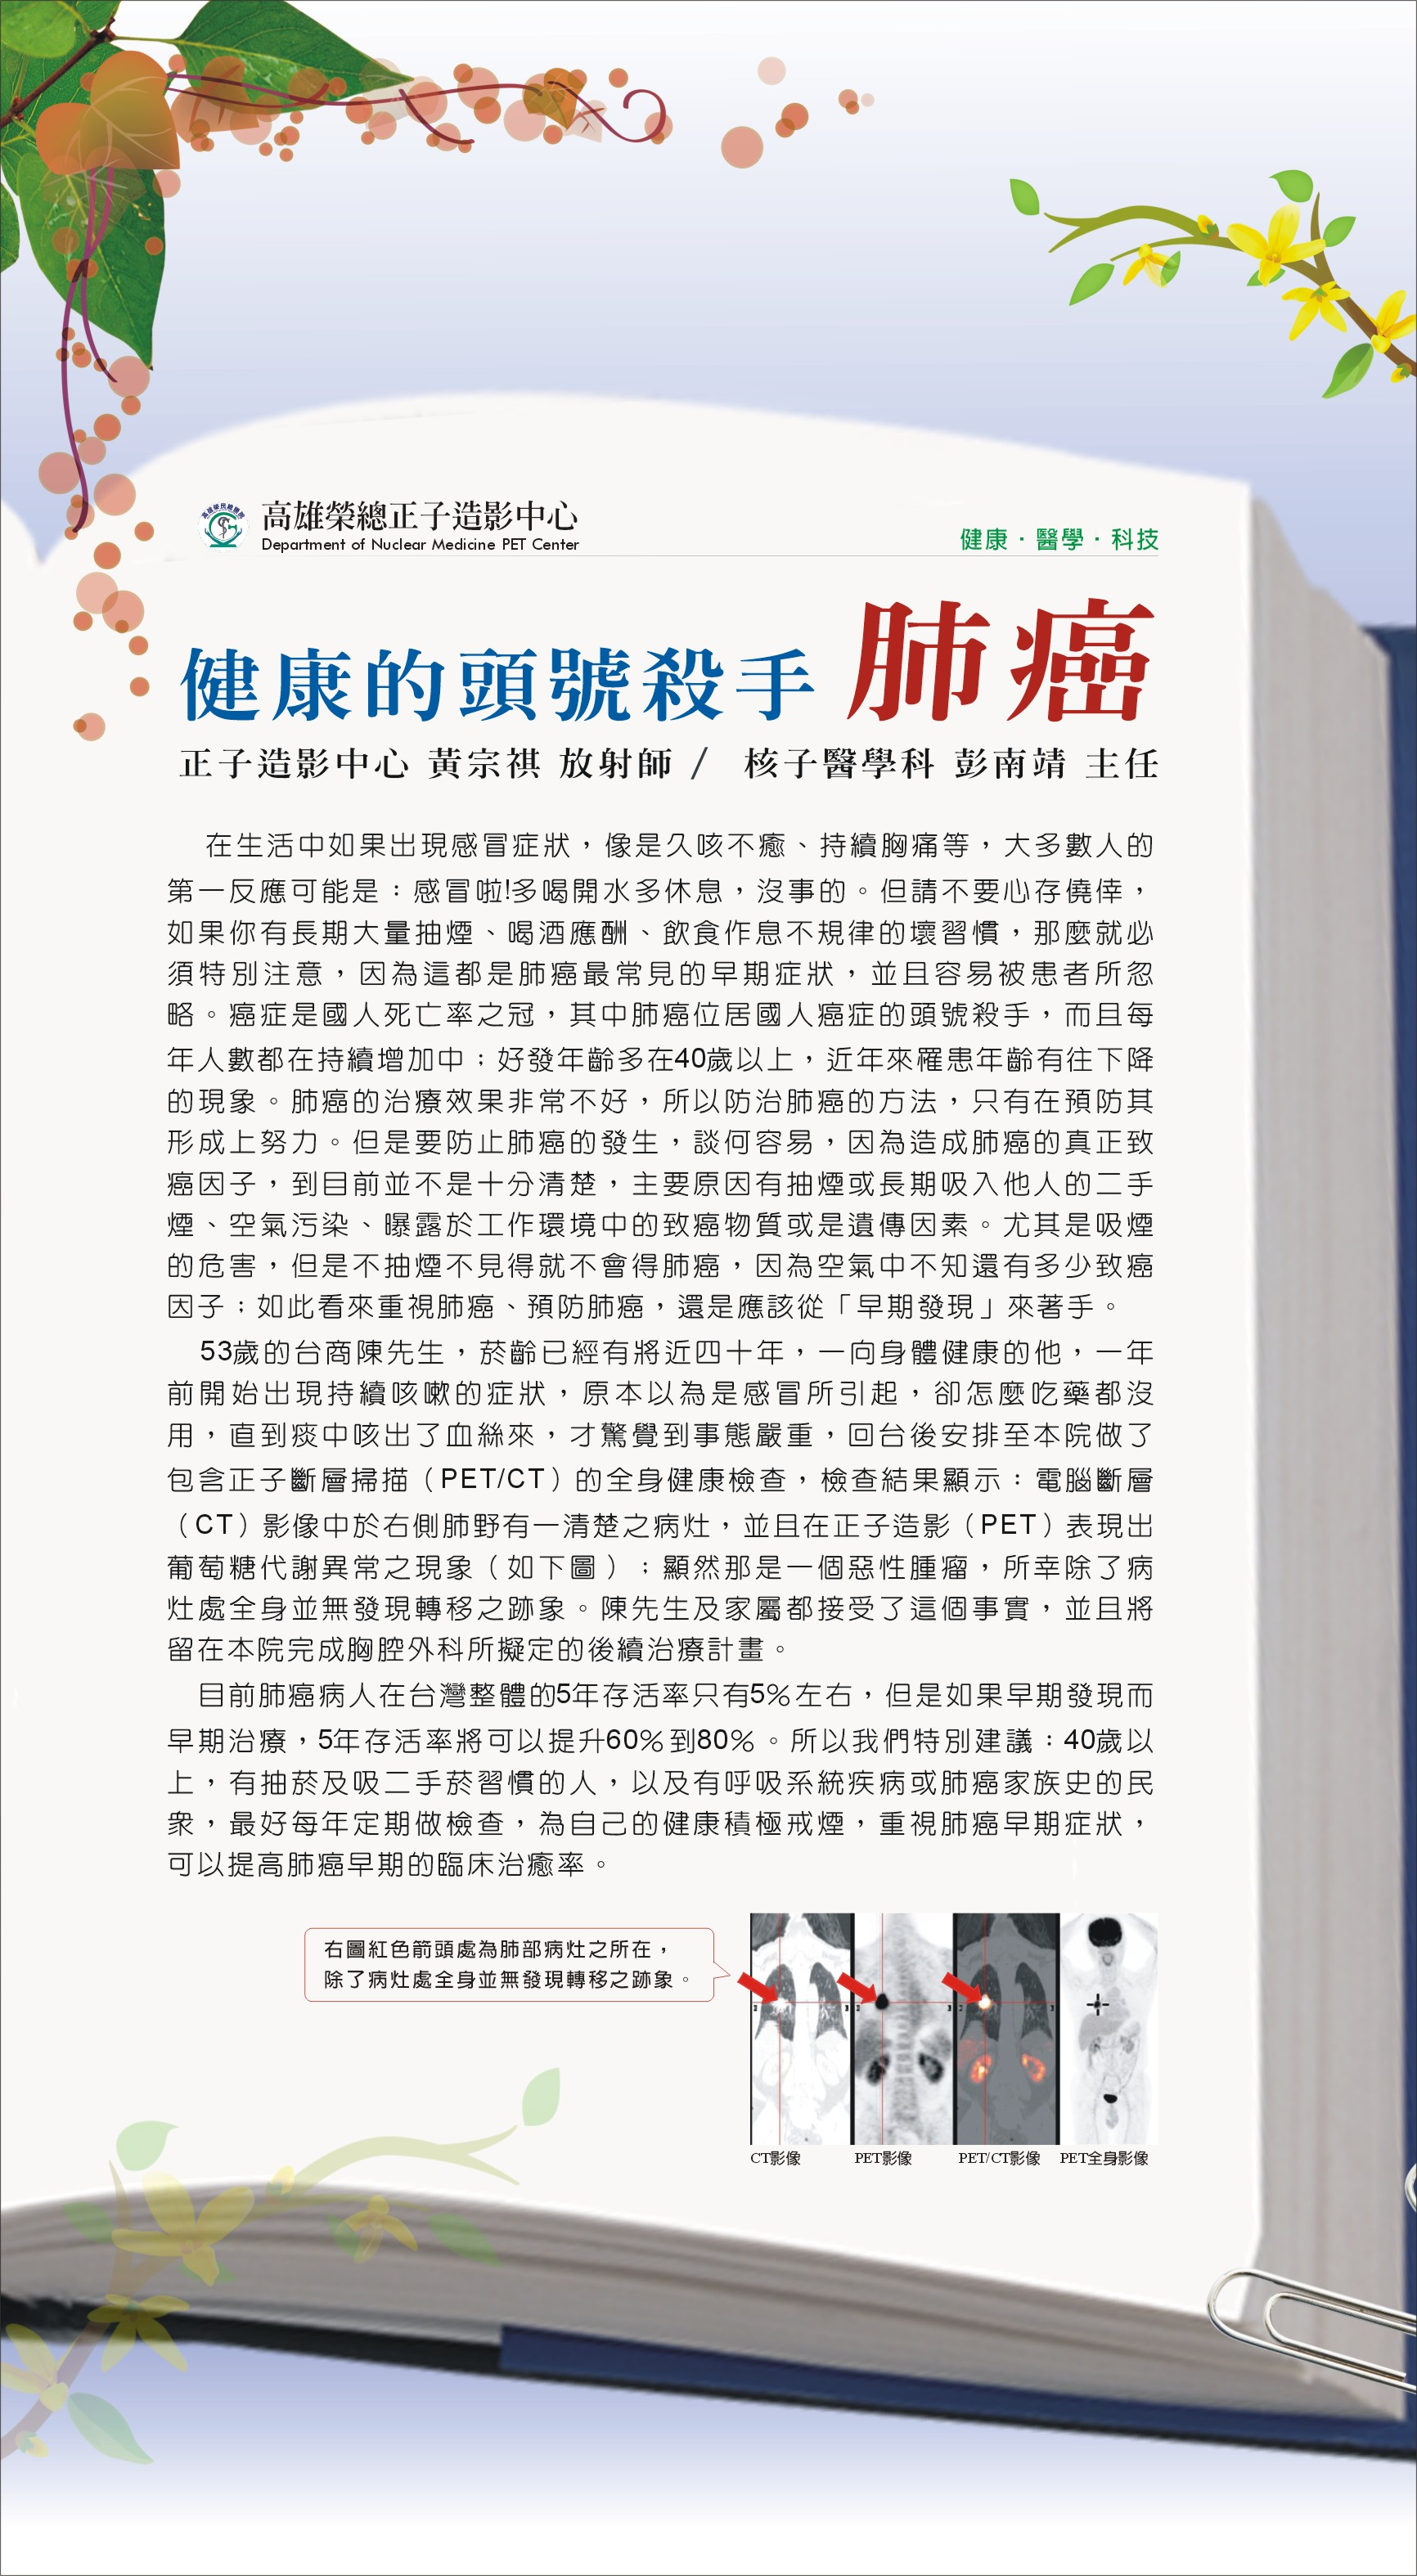 高雄榮民總醫院
高雄榮總正子造影中心
Department of Nuclear Medicine PET Center
健康‧醫學‧科技
健康的頭號殺手 肺癌
正子造影中心 黃宗祺 放射師 / 核子醫學科 彭南靖 主任
在生活中如果出現感冒症狀，像是久咳不癒、持續胸痛等，大多數人的
第一反應可能是：感冒啦!多喝開水多休息，沒事的。但請不要心存僥倖，
如果你有長期大量抽煙、喝酒應酬、飲食作息不規律的壞習慣，那麼就必
須特別注意，因為這都是肺癌最常見的早期症狀，並且容易被患者所忽
略。癌症是國人死亡率之冠，其中肺癌位居國人癌症的頭號殺手，而且每
年人數都在持續增加中；好發年齡多在40歲以上，近年來罹患年齡有往下降
的現象。肺癌的治療效果非常不好，所以防治肺癌的方法，只有在預防其
形成上努力。但是要防止肺癌的發生，談何容易，因為造成肺癌的真正致
癌因子，到目前並不是十分清楚，主要原因有抽煙或長期吸入他人的二手
煙、空氣污染、曝露於工作環境中的致癌物質或是遺傳因素。尤其是吸煙
的危害，但是不抽煙不見得就不會得肺癌，因為空氣中不知還有多少致癌
因子；如此看來重視肺癌、預防肺癌，還是應該從「早期發現」來著手。
53歲的台商陳先生，菸齡已經有將近四十年，一向身體健康的他，一年
前開始出現持續咳嗽的症狀，原本以為是感冒所引起，卻怎麼吃藥都沒
用，直到痰中咳出了血絲來，才驚覺到事態嚴重，回台後安排至本院做了
包含正子斷層掃描（PET/CT）的全身健康檢查，檢查結果顯示：電腦斷層
（CT）影像中於右側肺野有一清楚之病灶，並且在正子造影（PET）表現出
葡萄糖代謝異常之現象（如下圖）；顯然那是一個惡性腫瘤，所幸除了病
灶處全身並無發現轉移之跡象。陳先生及家屬都接受了這個事實，並且將
留在本院完成胸腔外科所擬定的後續治療計畫。
目前肺癌病人在台灣整體的5年存活率只有5%左右，但是如果早期發現而
早期治療，5年存活率將可以提升60%到80%。所以我們特別建議：40歲以
上，有抽菸及吸二手菸習慣的人，以及有呼吸系統疾病或肺癌家族史的民
衆，最好每年定期做檢查，為自己的健康積極戒煙，重視肺癌早期症狀，
可以提高肺癌早期的臨床治癒率。
右圖紅色箭頭處為肺部病灶之所在，
除了病灶處全身並無發現轉移之跡象。
CT影像 PET影像 PET/CT影像 PET全身影像